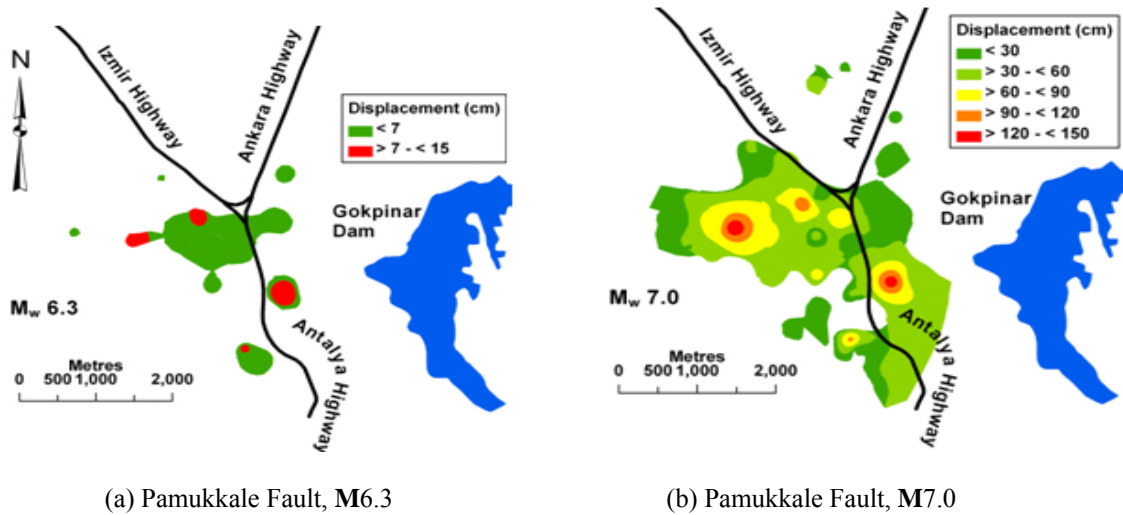 N
Izmir Highway
Ankara Highway
Displacement (cm)
< 7
> 7 - < 15
Gokpinar
Dam
Mw 6.3
Antalya Highway
Metres
0 500 1,000 2,000
Izmir Highway
Ankara Highway
Displacement (cm)
< 30
> 30 - < 60
> 60 - < 90
> 90 - < 120
> 120 - < 150
Gokpinar
Dam
Mw 7.0
Antalya Highway
Metres
0 500 1,000 2,000
(a) Pamukkale Fault, M6.3
(b) Pamukkale Fault, M7.0